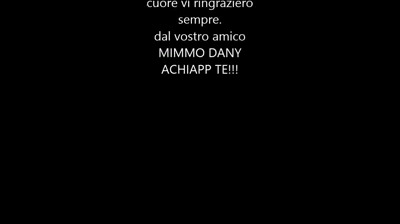 cuore vi ringraziero
sempre.
dal vostro amico
MIMMO DANY
ACHIAPP TE!!!